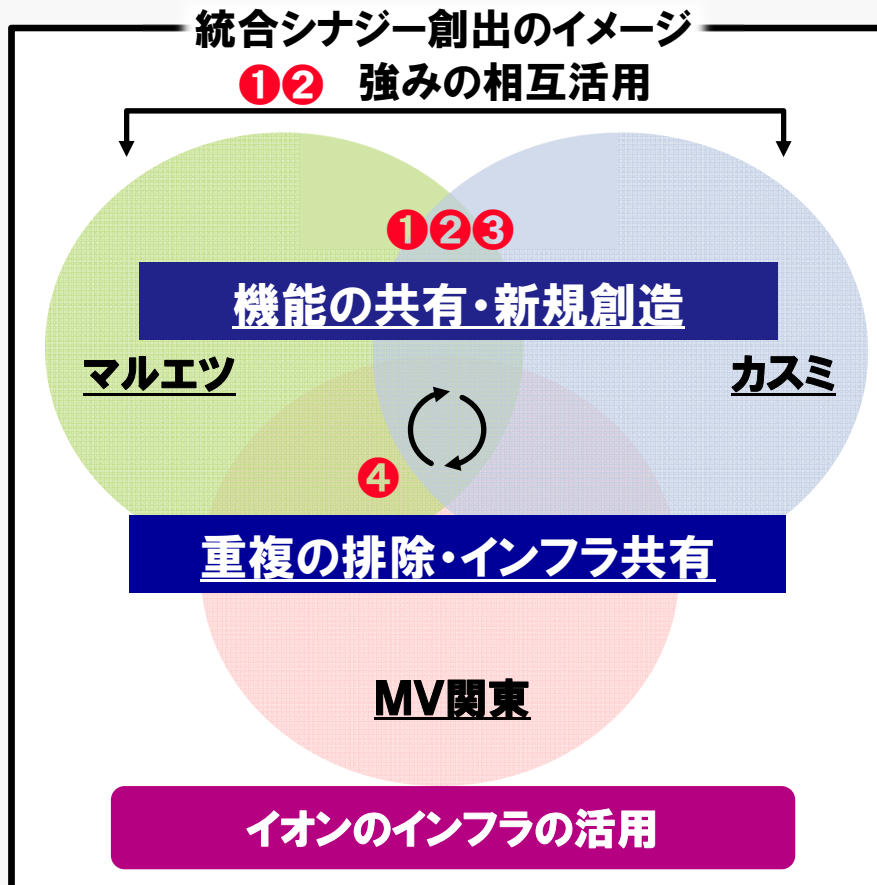 統合シナジー創出のイメージ
❶❷ 強みの相互活用
❶❷❸
機能の共有・新規創造
マルエツ
カスミ
❹
重複の排除・インフラ共有
MV関東
イオンのインフラの活用